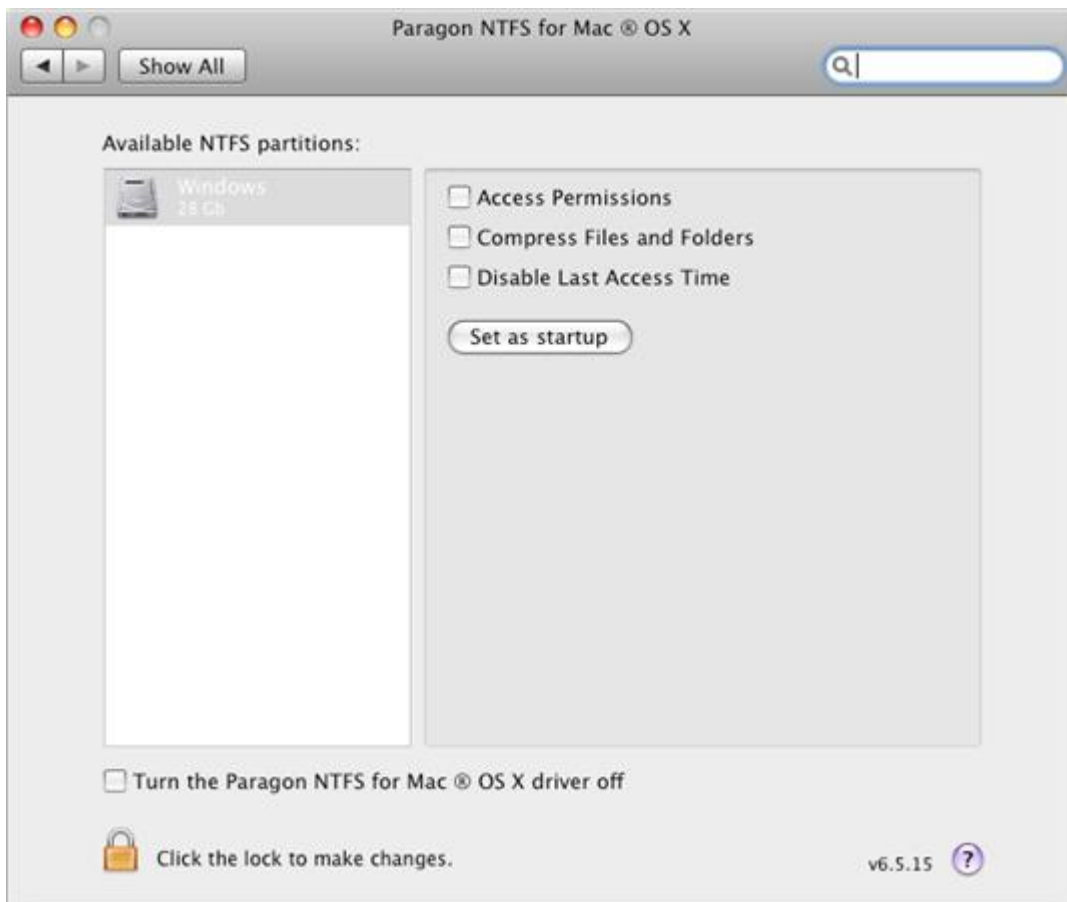 Paragon NTFS for Mac ® OS X
Show All
Available NTFS partitions:
Windows
28 Gb
Access Permissions
Compress Files and Folders
Disable Last Access Time
Set as startup
Turn the Paragon NTFS for Mac ® OS X driver off
Click the lock to make changes.
v6.5.15
?